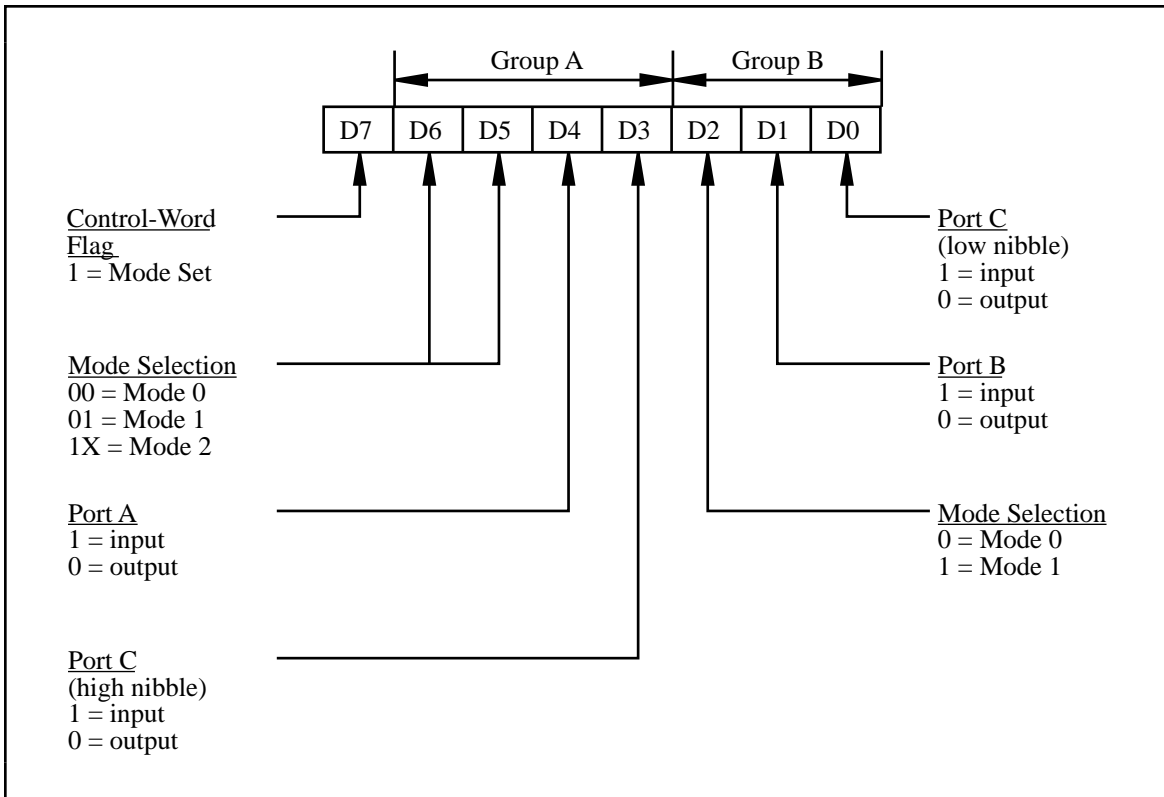 Group A
Group B
D7 D6 D5 D4 D3 D2 D1 D0
Control-Word
Flag
1 = Mode Set
Mode Selection
00 = Mode 0
01 = Mode 1
1X = Mode 2
Port A
1 = input
0 = output
Port C
(high nibble)
1 = input
0 = output
Port C
(low nibble)
1 = input
0 = output
Port B
1 = input
0 = output
Mode Selection
0 = Mode 0
1 = Mode 1